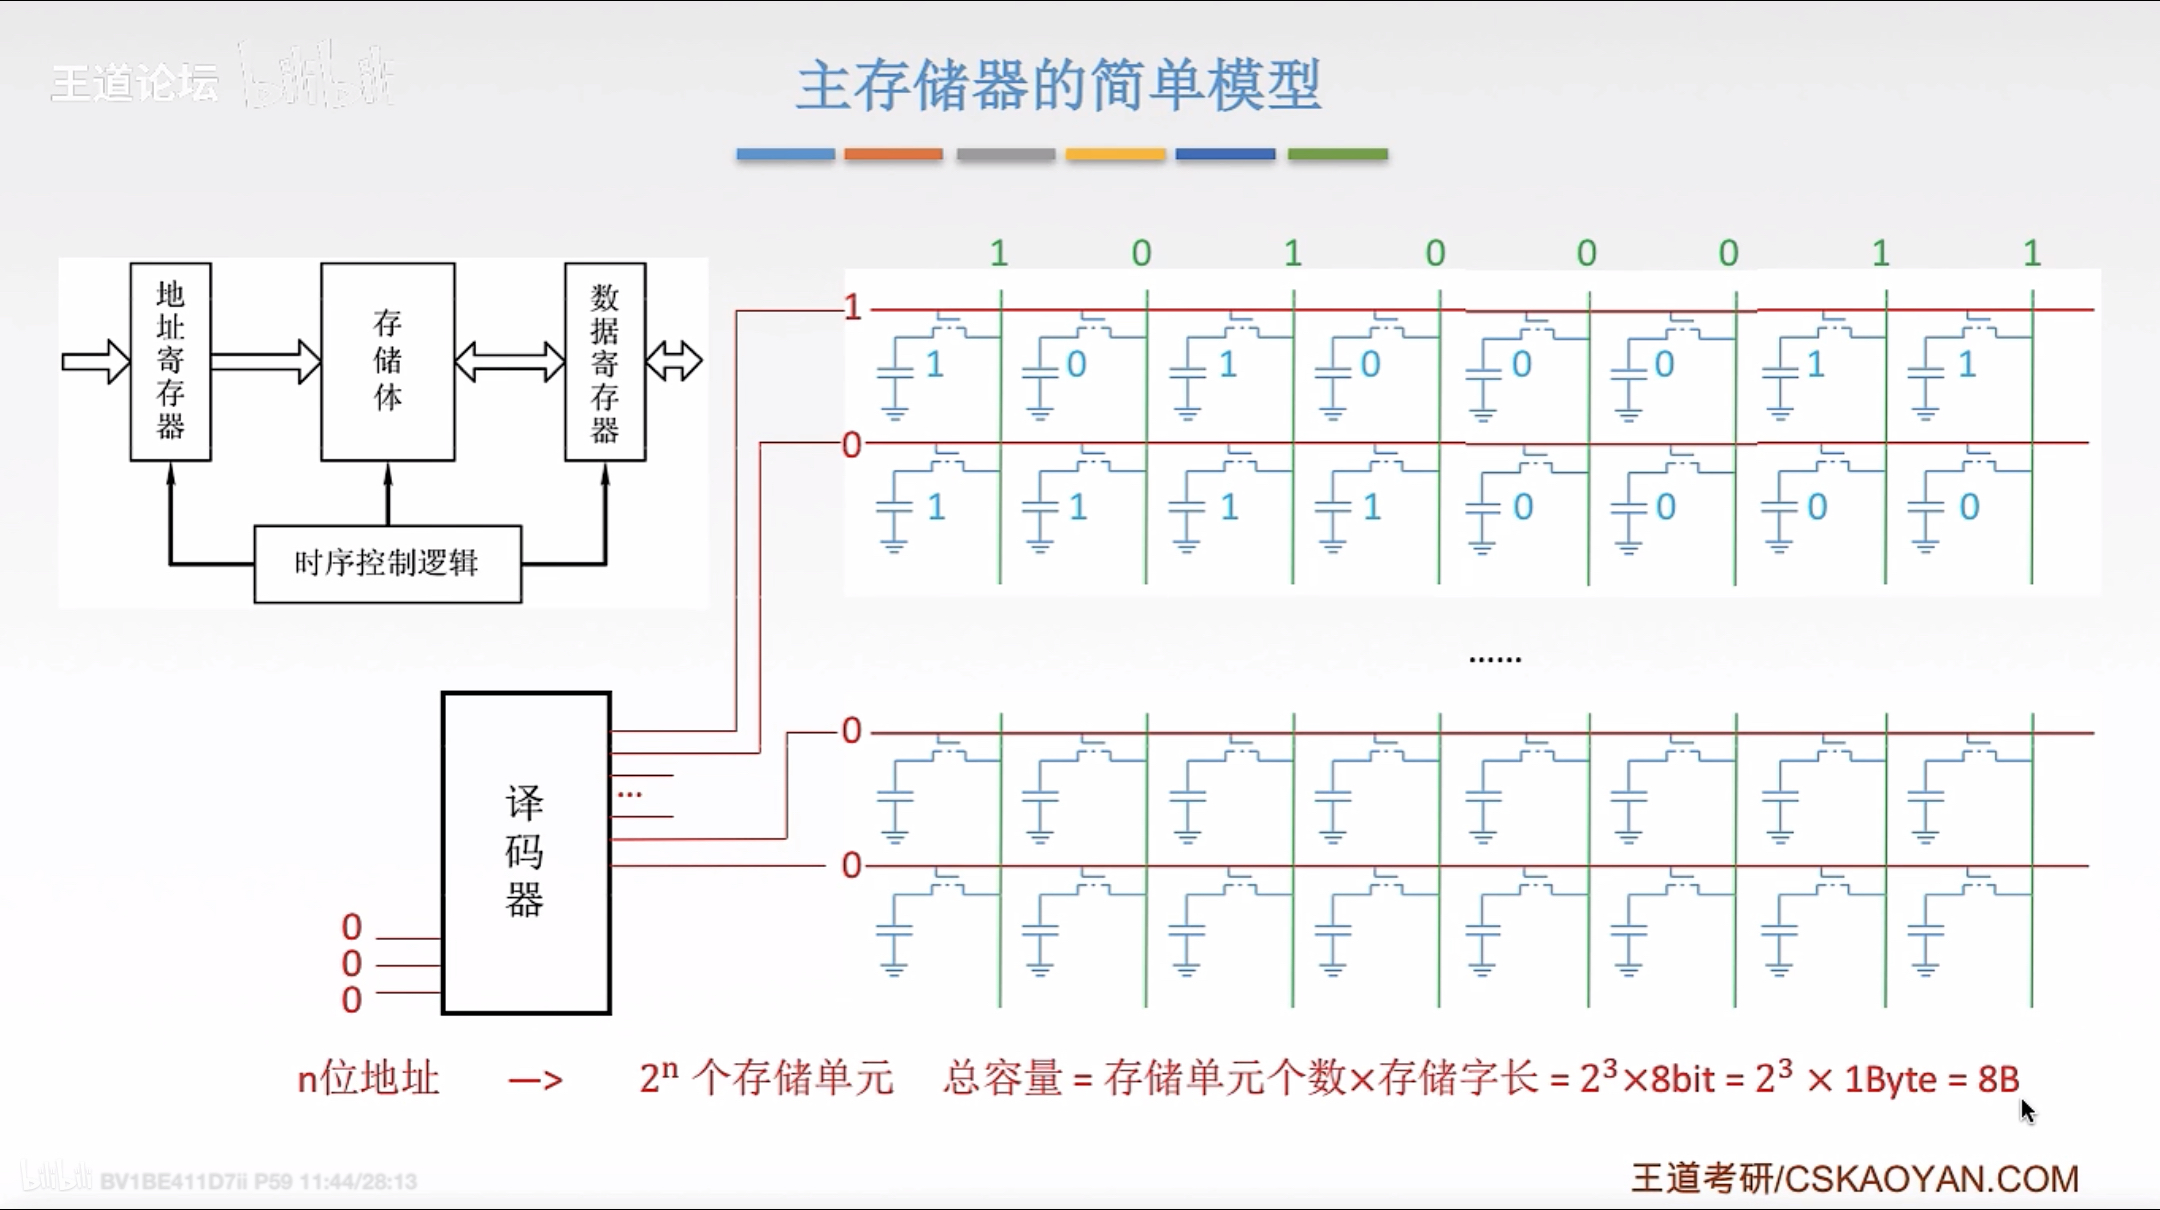 王道论坛 bilibili
主存储器的简单模型
地址寄存器
存储体
数据寄存器
时序控制逻辑
1 0 1 0 0 0 1 1
1
1 0 1 0 0 0 1 1
0
1 1 1 1 0 0 0 0
......
0
0
译码器
...
0
0
0
n位地址 —> 2ⁿ 个存储单元 总容量 = 存储单元个数×存储字长 = 2³×8bit = 2³ × 1Byte = 8B
bilibili BV1BE411D7ii P59 11:44/28:13
王道考研/CSKAOYAN.COM